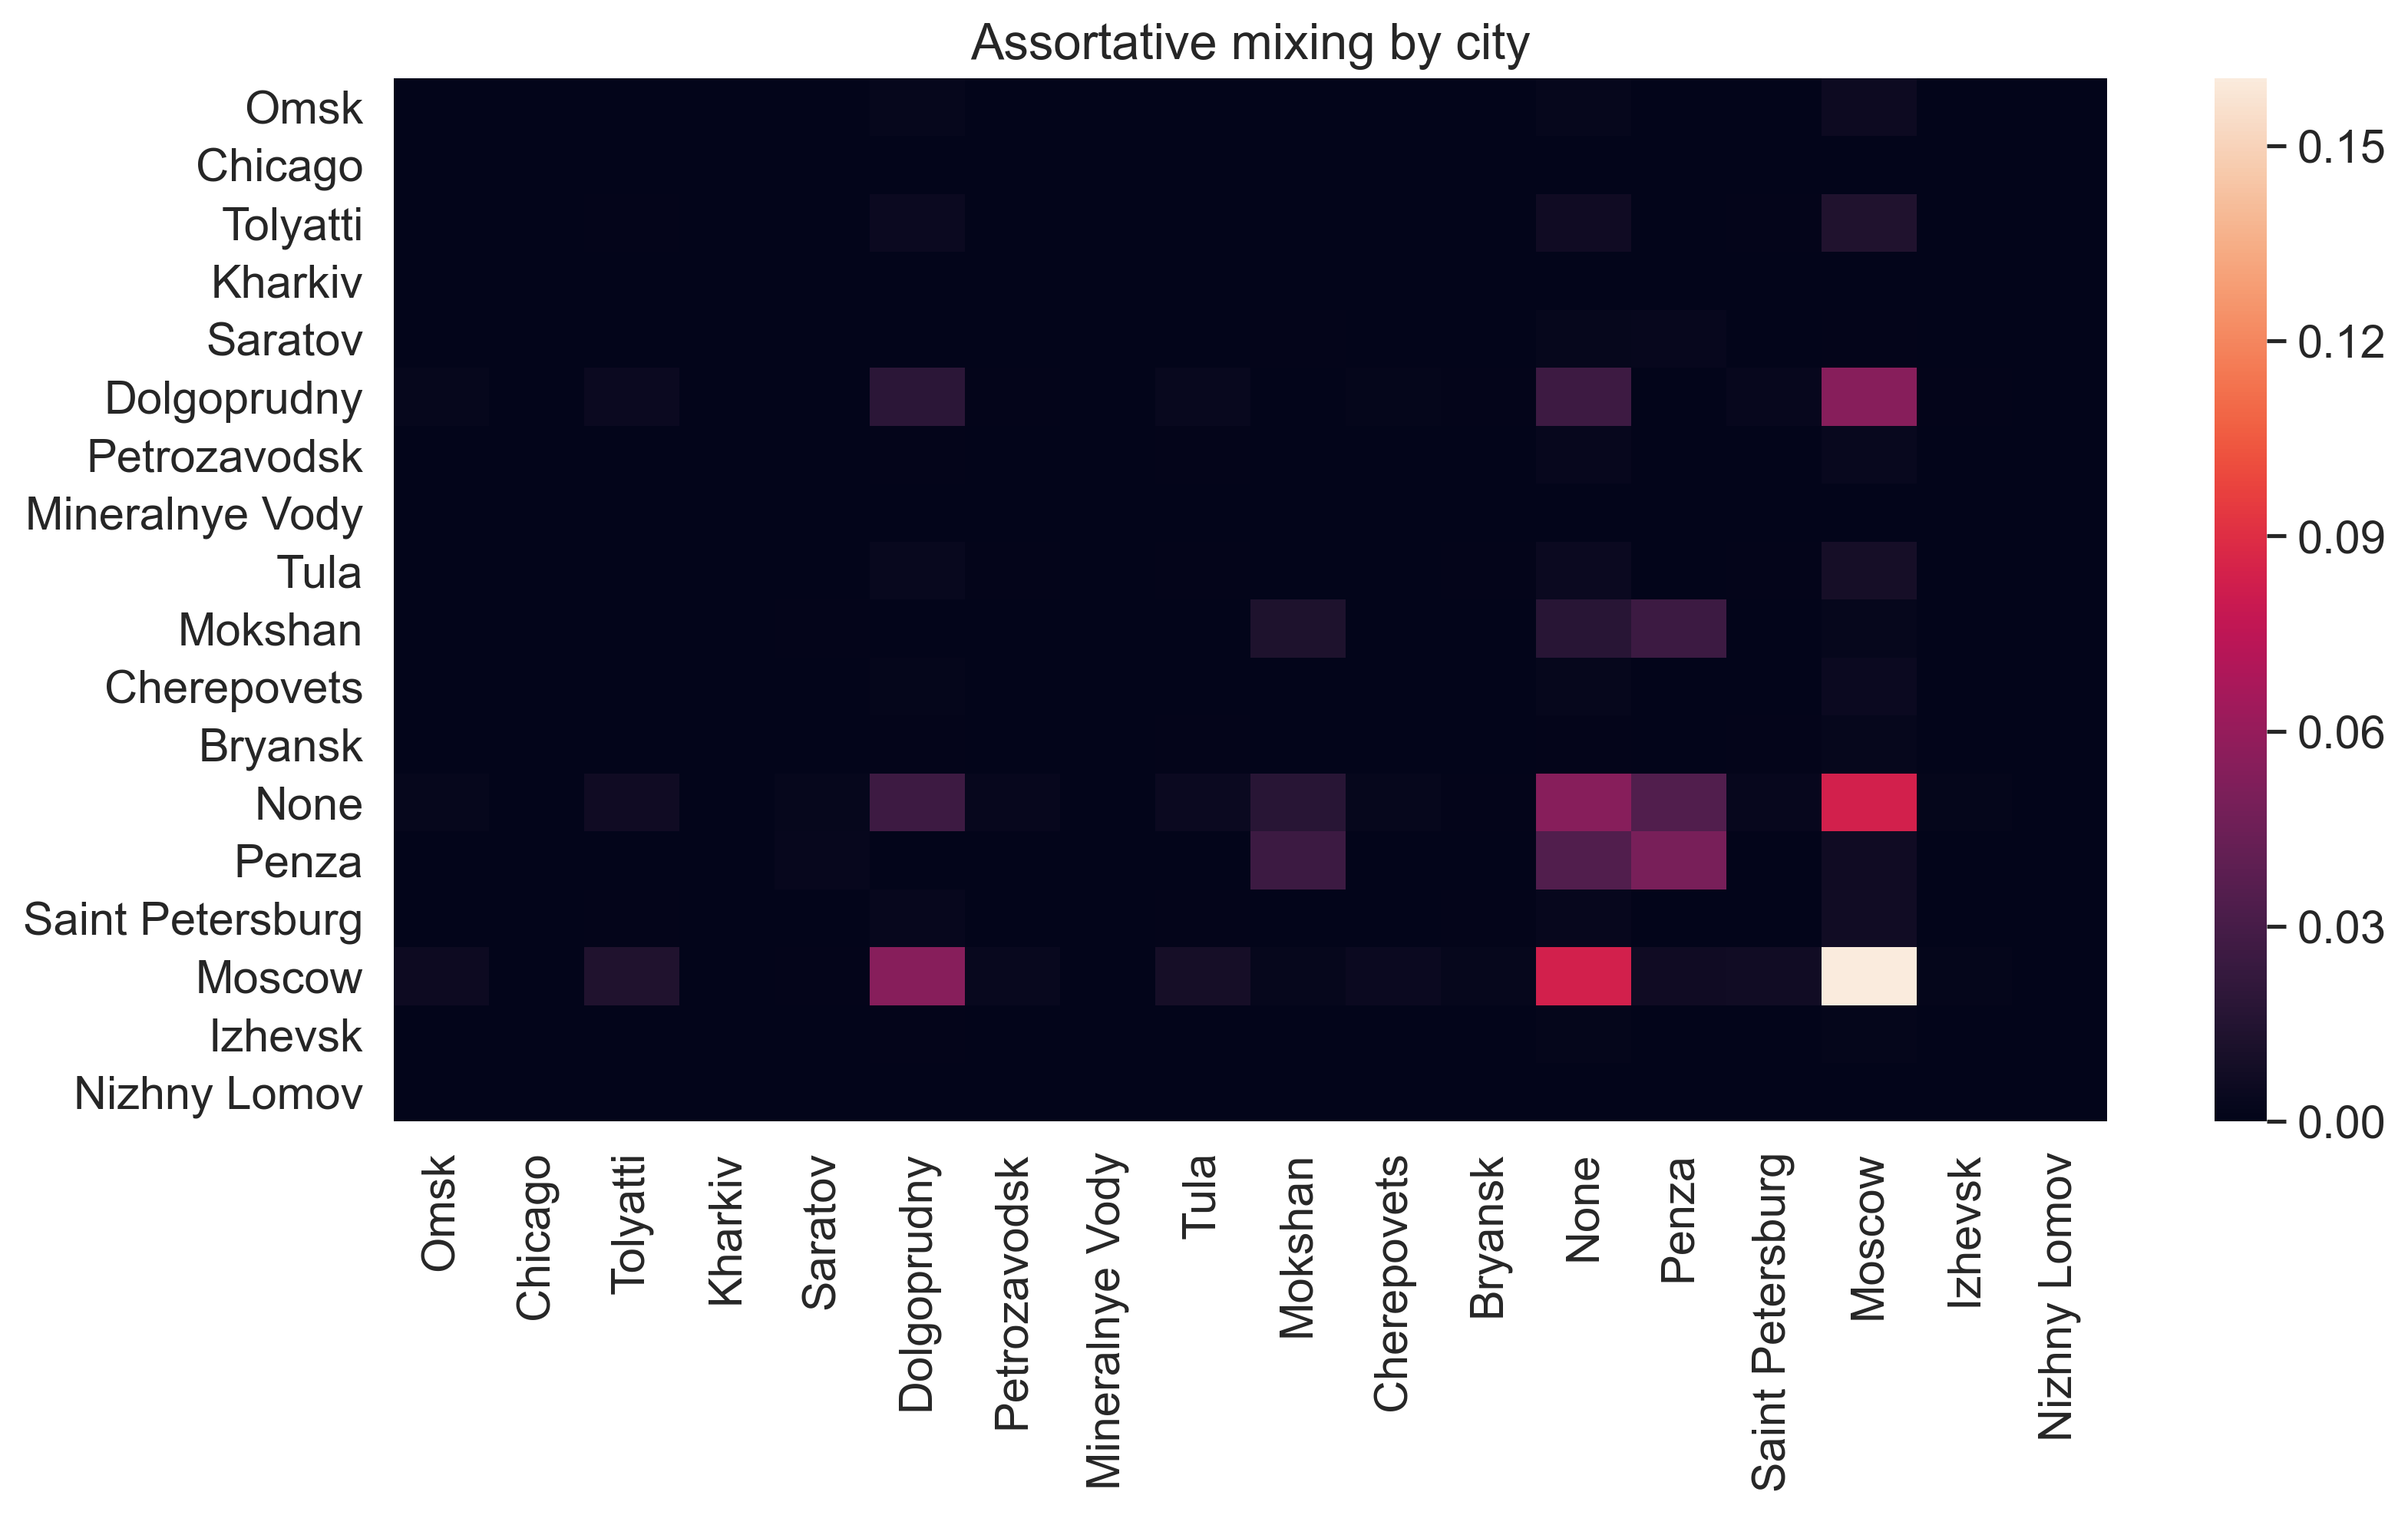 Assortative mixing by city
Omsk
Chicago
Tolyatti
Kharkiv
Saratov
Dolgoprudny
Petrozavodsk
Mineralnye Vody
Tula
Mokshan
Cherepovets
Bryansk
None
Penza
Saint Petersburg
Moscow
Izhevsk
Nizhny Lomov
Omsk
Chicago
Tolyatti
Kharkiv
Saratov
Dolgoprudny
Petrozavodsk
Mineralnye Vody
Tula
Mokshan
Cherepovets
Bryansk
None
Penza
Saint Petersburg
Moscow
Izhevsk
Nizhny Lomov
0.15
0.12
0.09
0.06
0.03
0.00